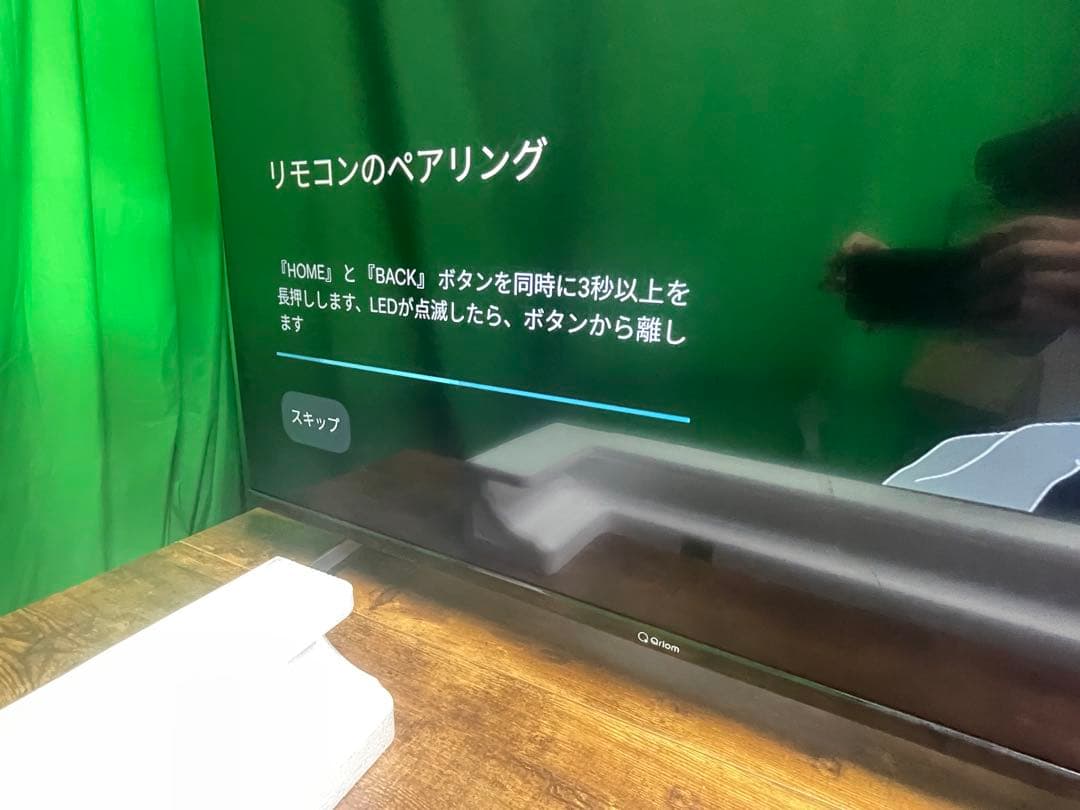 リモコンのペアリング
『HOME』と『BACK』ボタンを同時に3秒以上を
長押しします、LEDが点滅したら、ボタンから離し
ます
スキップ
Qriom